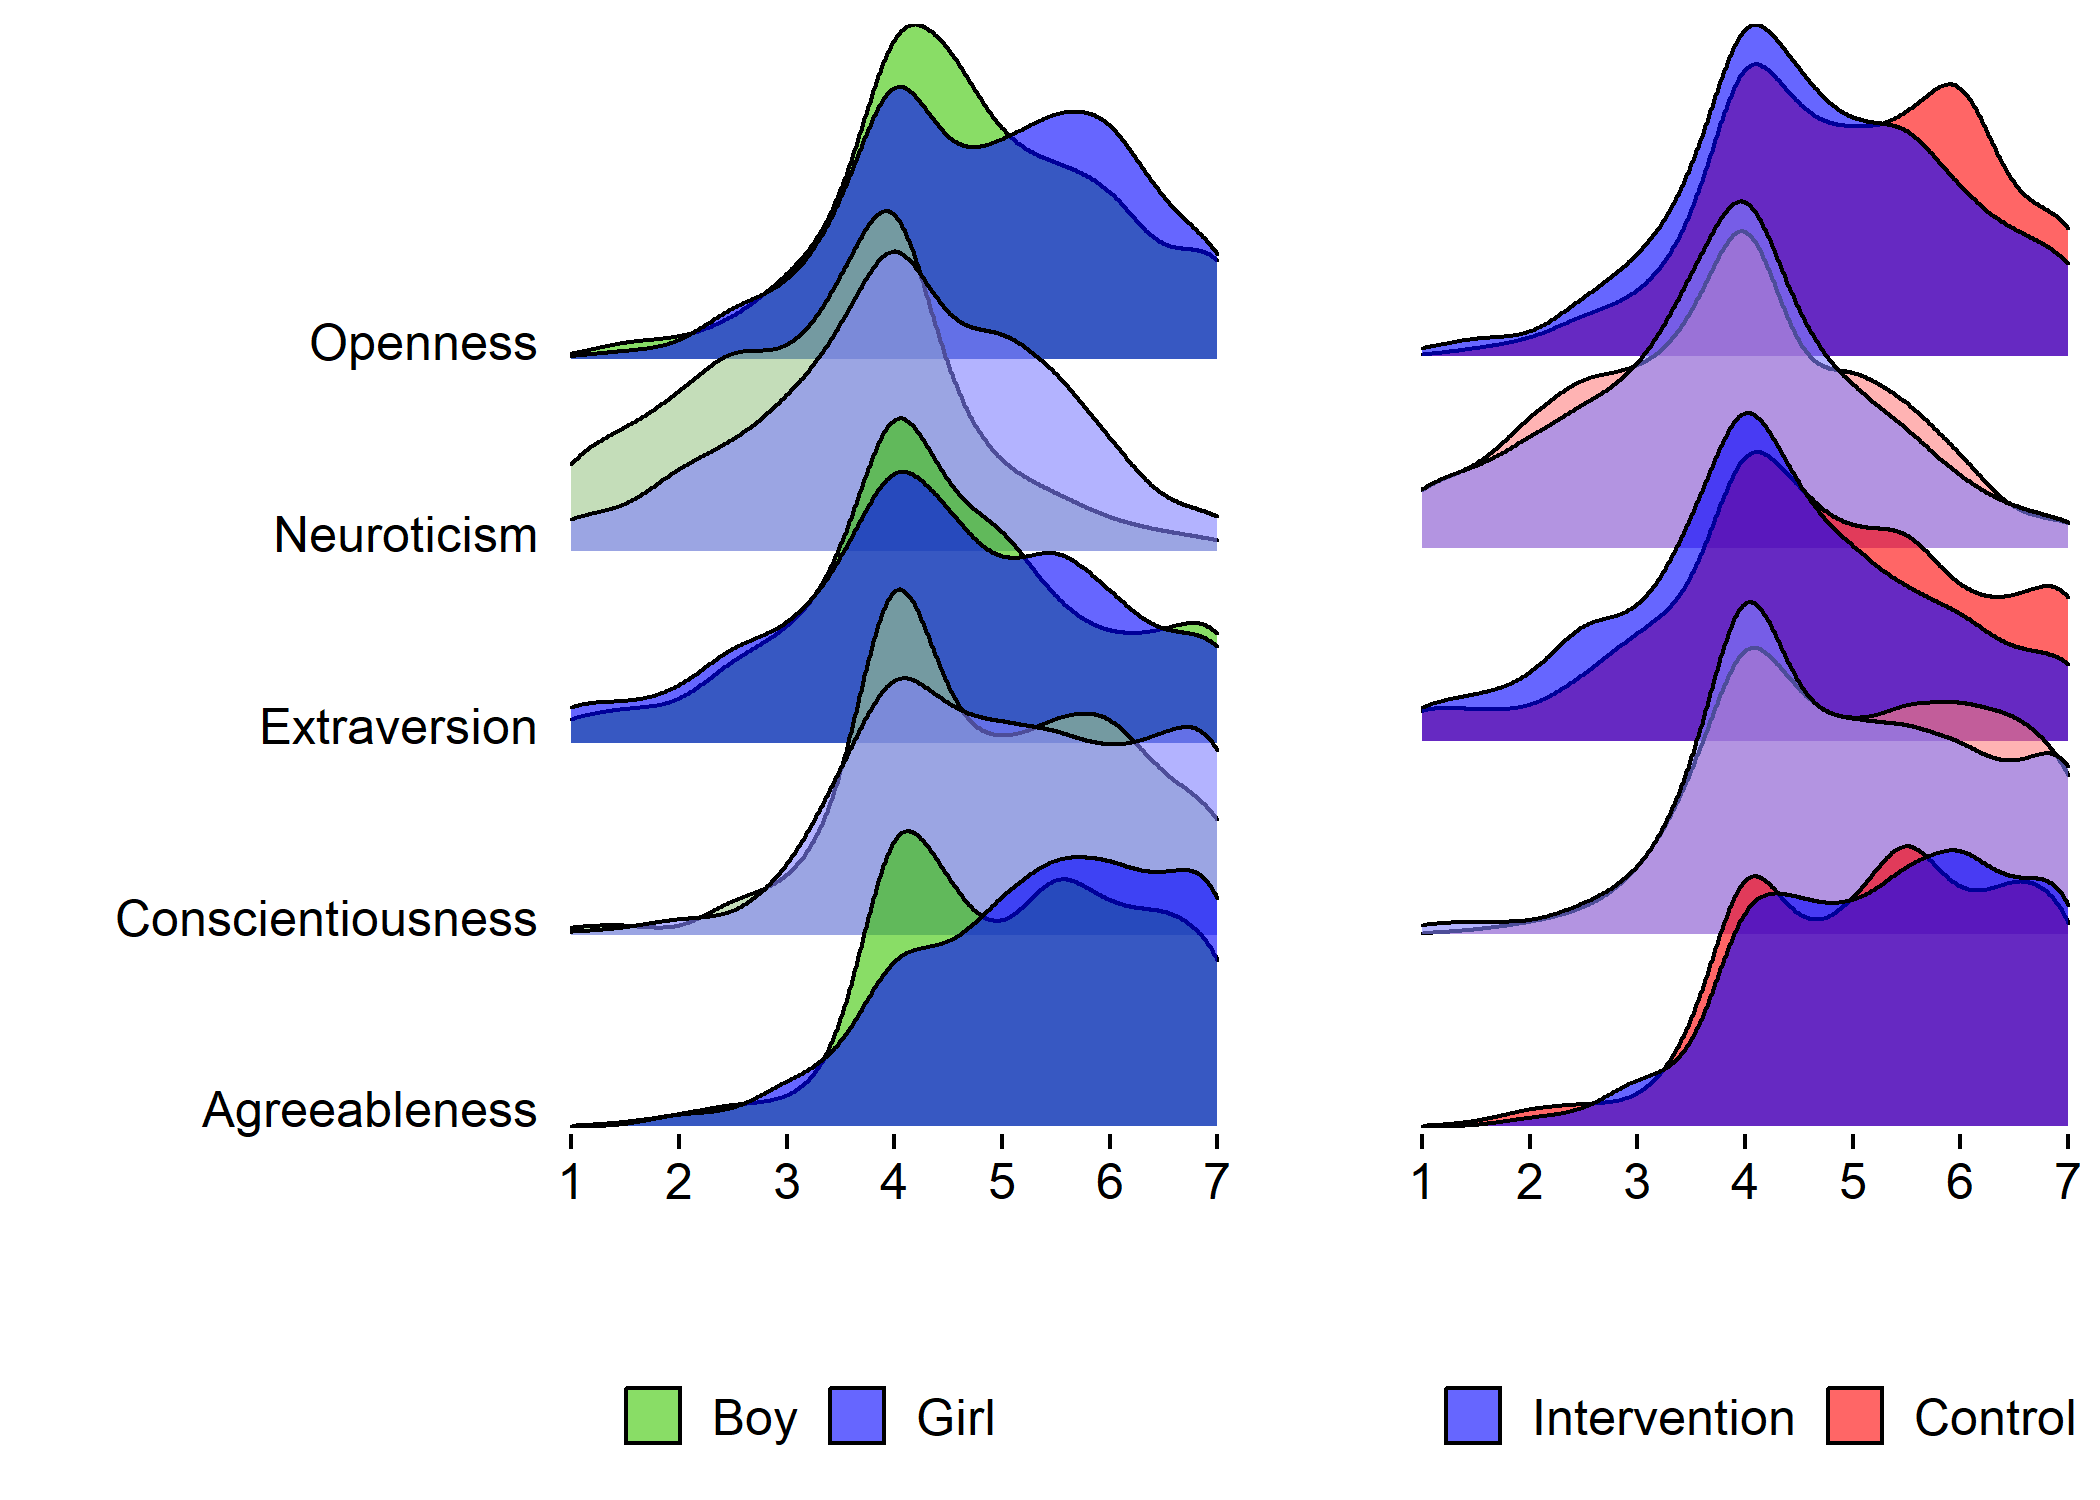 Openness
Neuroticism
Extraversion
Conscientiousness
Agreeableness
1 2 3 4 5 6 7
1 2 3 4 5 6 7
Boy Girl
Intervention Control